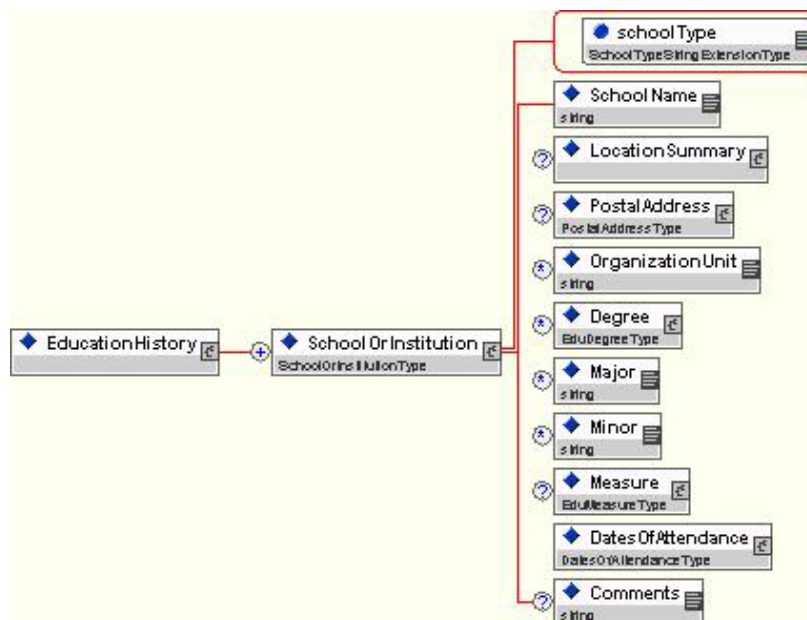 schoolType
SchoolTypeStringExtensionType
SchoolName
string
?
LocationSummary
?
PostalAddress
PostalAddressType
*
OrganizationUnit
string
EducationHistory
+
SchoolOrInstitution
SchoolOrInstitutionType
*
Degree
EduDegreeType
*
Major
string
*
Minor
string
?
Measure
EduMeasureType
DatesOfAttendance
DatesOfAttendanceType
?
Comments
string